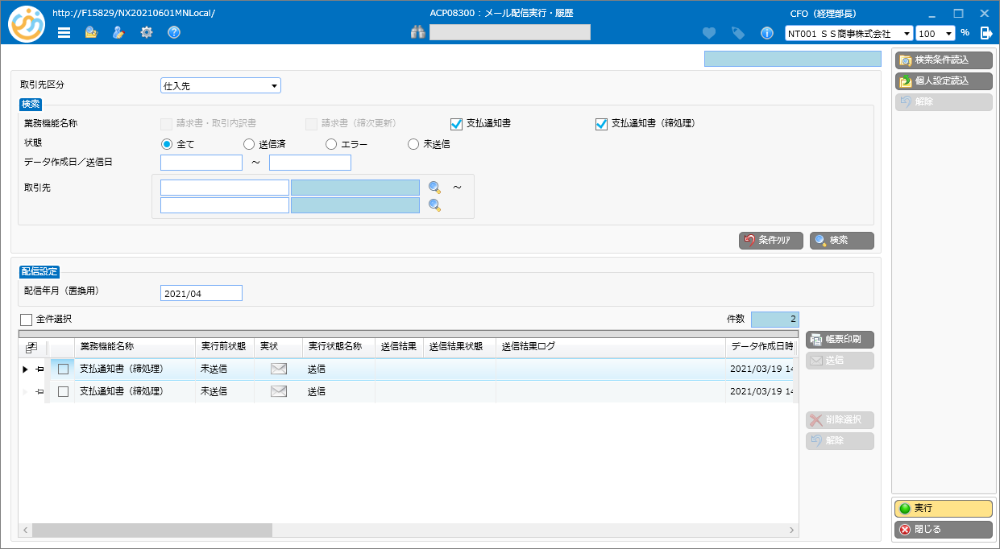 http://F15829/NX20210601MNLocal/
ACP08300：メール配信実行・履歴
CFO（経理部長）
NT001 ＳＳ商事株式会社
100
%
検索条件読込
個人設定読込
解除
取引先区分
仕入先
検索
業務機能名称
請求書・取引内訳書
請求書（締次更新）
支払通知書
支払通知書（締処理）
状態
全て
送信済
エラー
未送信
データ作成日／送信日
～
取引先
～
条件ｸﾘｱ
検索
配信設定
配信年月（置換用）
2021/04
全件選択
件数
2
業務機能名称 実行前状態 実状 実行状態名称 送信結果 送信結果状態 送信結果ログ データ作成日時
支払通知書（締処理） 未送信 送信 2021/03/19 14
支払通知書（締処理） 未送信 送信 2021/03/19 14
帳票印刷
送信
削除選択
解除
実行
閉じる